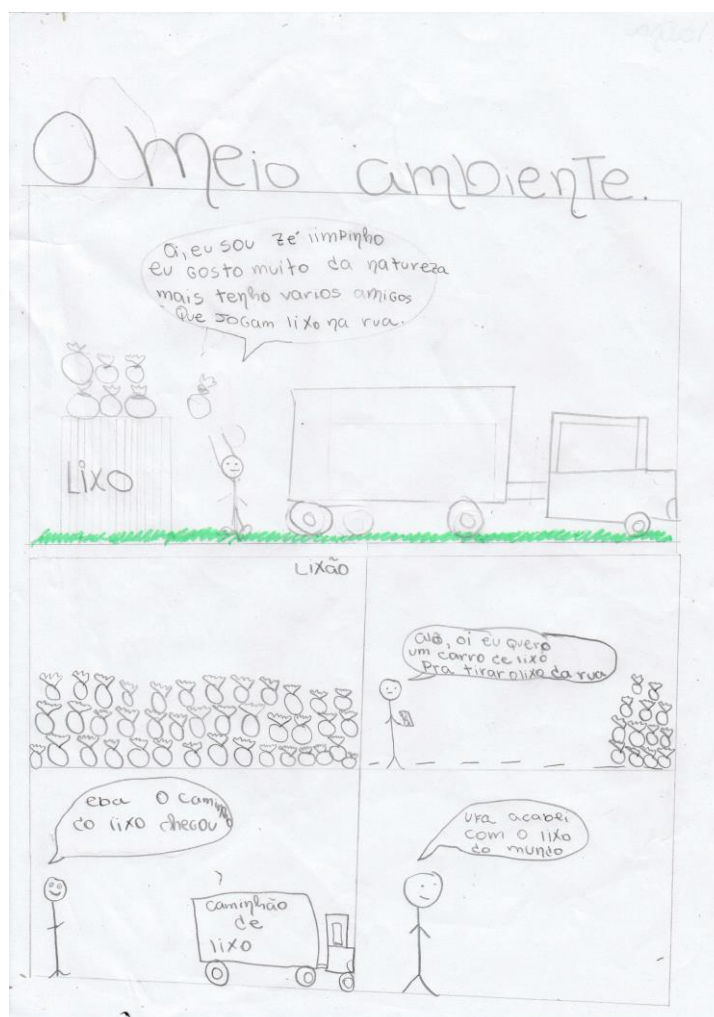 O meio ambiente.
Oi, eu sou Zé limpinho
eu gosto muito da natureza
mais tenho varios amigos
que jogam lixo na rua.
LiXO
LiXãO
alô, oi eu quero
um carro de lixo
Pra tirar o lixo da rua
eba o camin
do lixo chegou
caminhão
de
lixo
ura acabei
com o lixo
do mundo